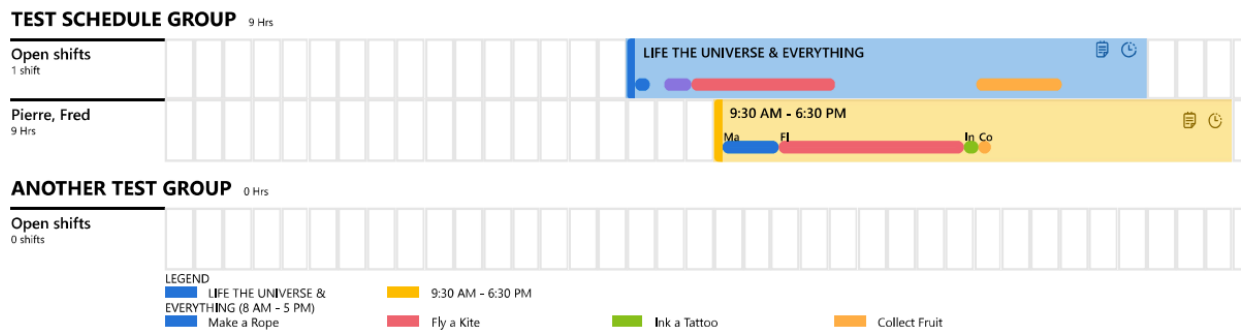 TEST SCHEDULE GROUP 9 Hrs
Open shifts
1 shift
LIFE THE UNIVERSE & EVERYTHING
Pierre, Fred
9 Hrs
9:30 AM - 6:30 PM
Ma Fl In Co
ANOTHER TEST GROUP 0 Hrs
Open shifts
0 shifts
LEGEND
LIFE THE UNIVERSE & 9:30 AM - 6:30 PM
EVERYTHING (8 AM - 5 PM)
Make a Rope Fly a Kite Ink a Tattoo Collect Fruit